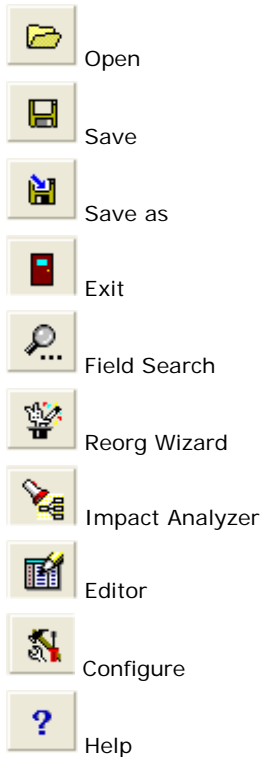 Open
Save
Save as
Exit
Field Search
Reorg Wizard
Impact Analyzer
Editor
Configure
?
Help